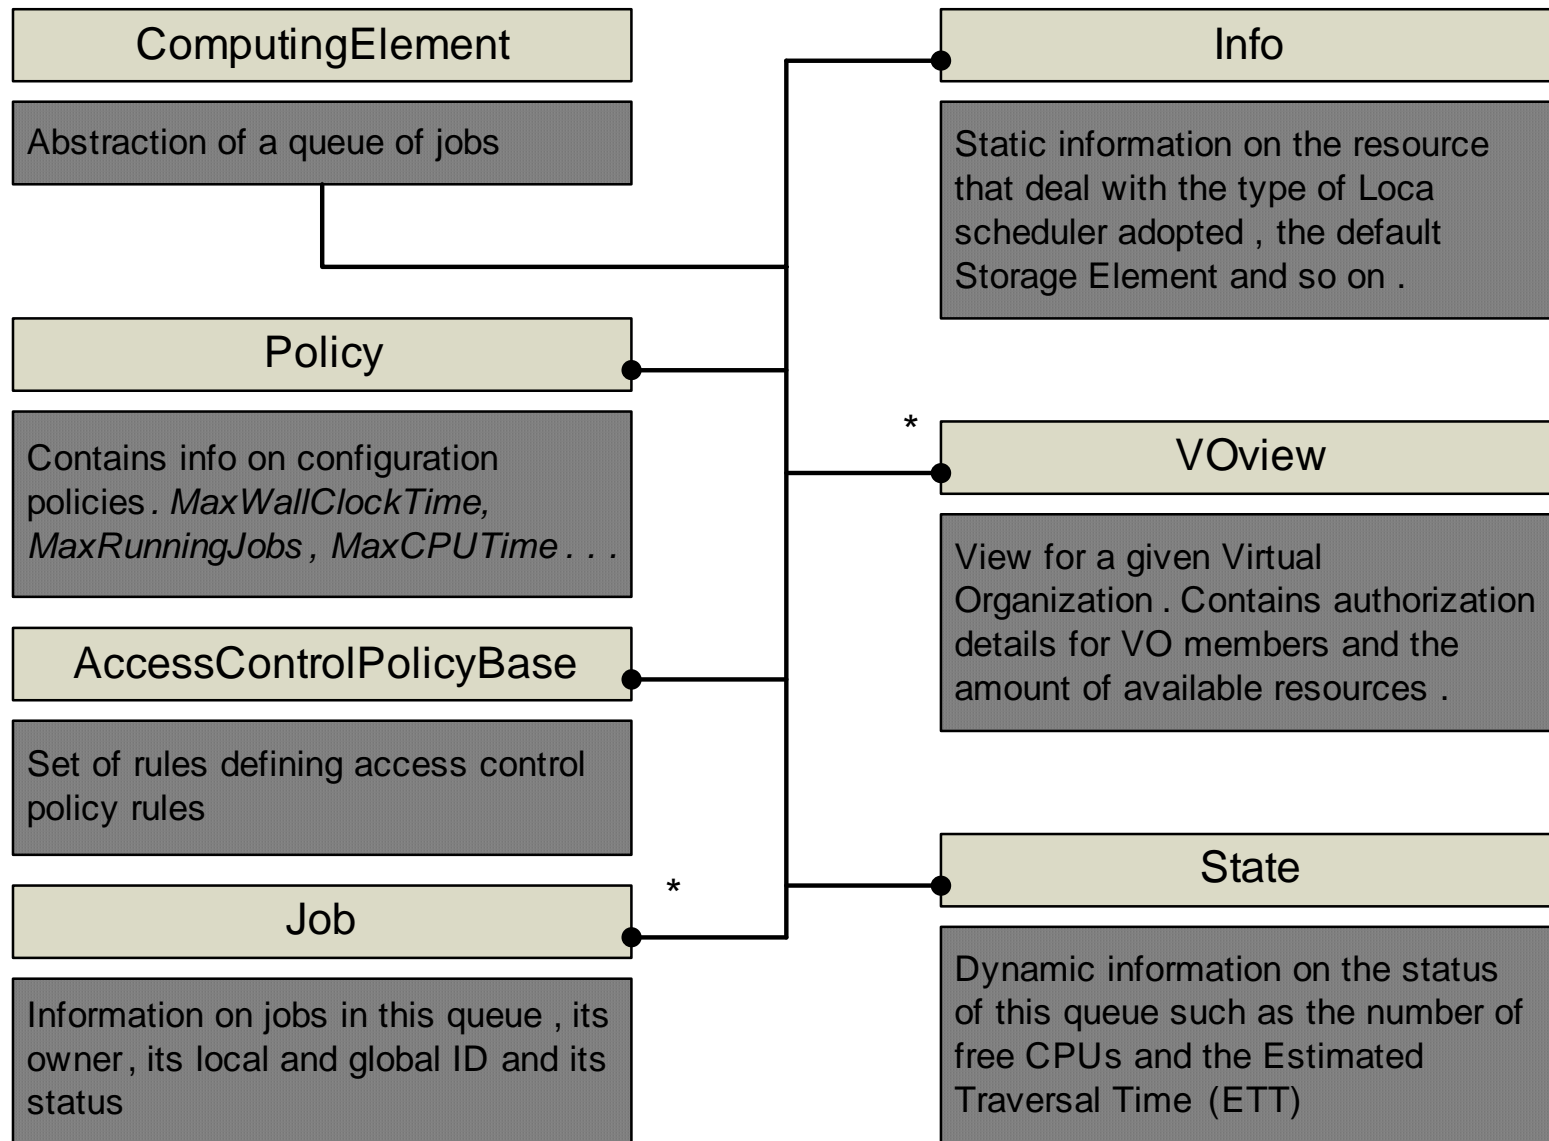 ComputingElement
Abstraction of a queue of jobs
Policy
Contains info on configuration
policies. MaxWallClockTime,
MaxRunningJobs , MaxCPUTime . . .
AccessControlPolicyBase
Set of rules defining access control
policy rules
*
Job
Information on jobs in this queue , its
owner, its local and global ID and its
status
Info
Static information on the resource
that deal with the type of Loca
scheduler adopted , the default
Storage Element and so on .
*
VOview
View for a given Virtual
Organization . Contains authorization
details for VO members and the
amount of available resources .
State
Dynamic information on the status
of this queue such as the number of
free CPUs and the Estimated
Traversal Time (ETT)